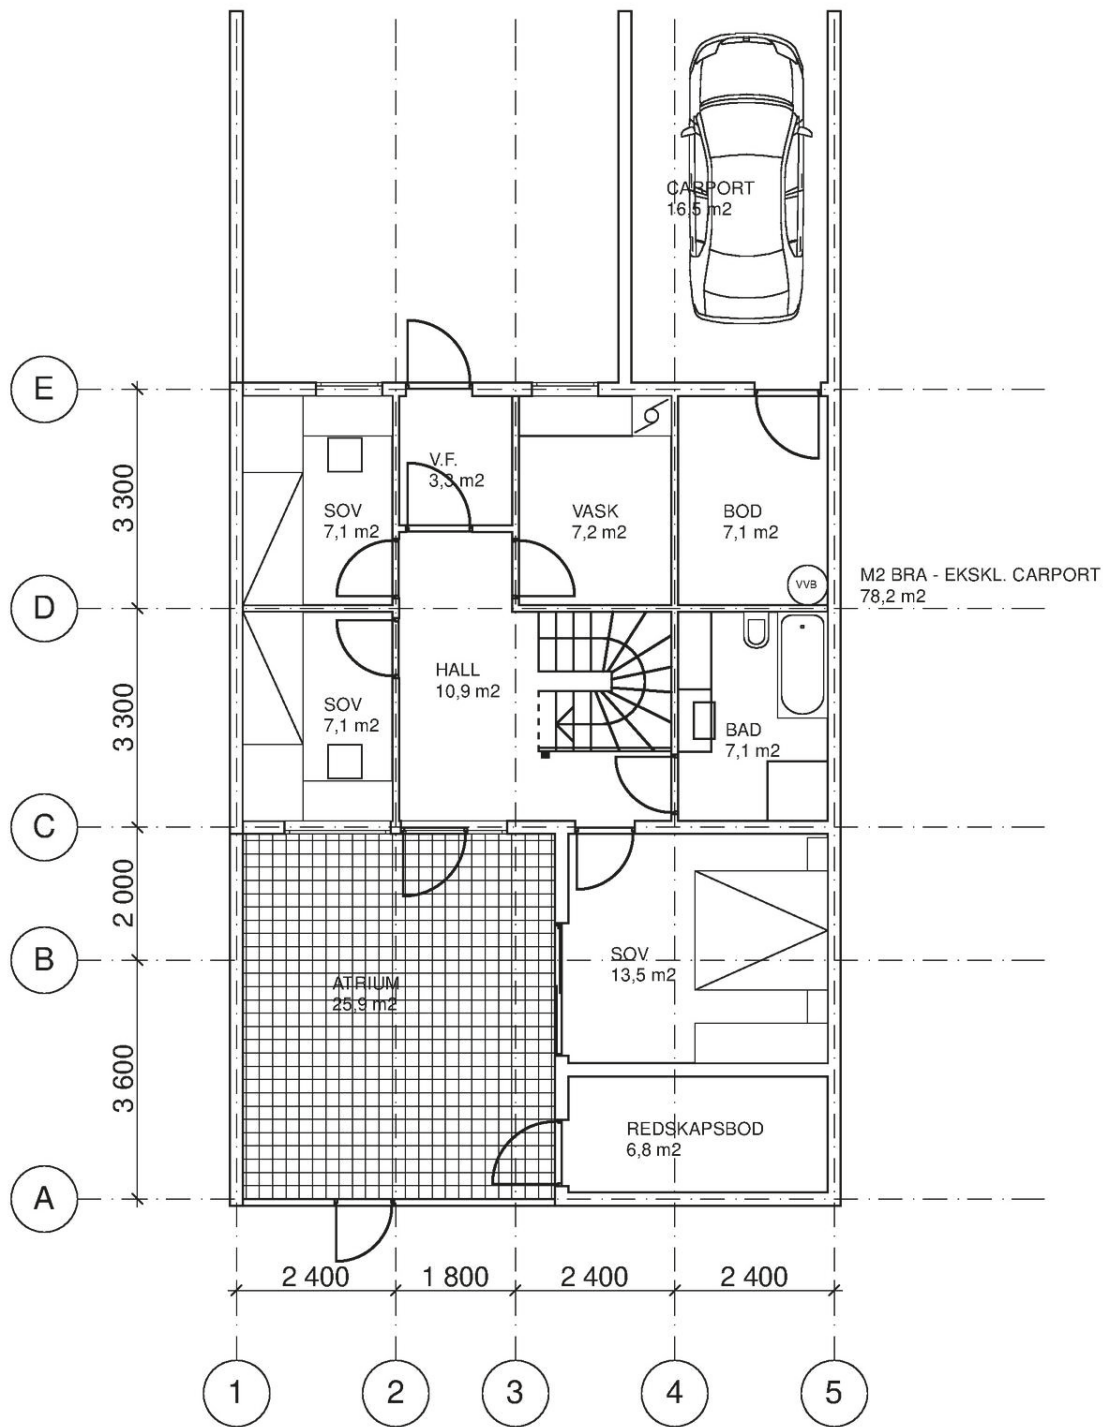 CARPORT
16,5 m2
E
V.F.
3,3 m2
SOV
7,1 m2
VASK
7,2 m2
BOD
7,1 m2
3 300
VVB
M2 BRA - EKSKL. CARPORT
78,2 m2
D
HALL
10,9 m2
SOV
7,1 m2
BAD
7,1 m2
3 300
C
2 000
B
SOV
13,5 m2
ATRIUM
25,9 m2
3 600
REDSKAPSBOD
6,8 m2
A
2 400 1 800 2 400 2 400
1 2 3 4 5